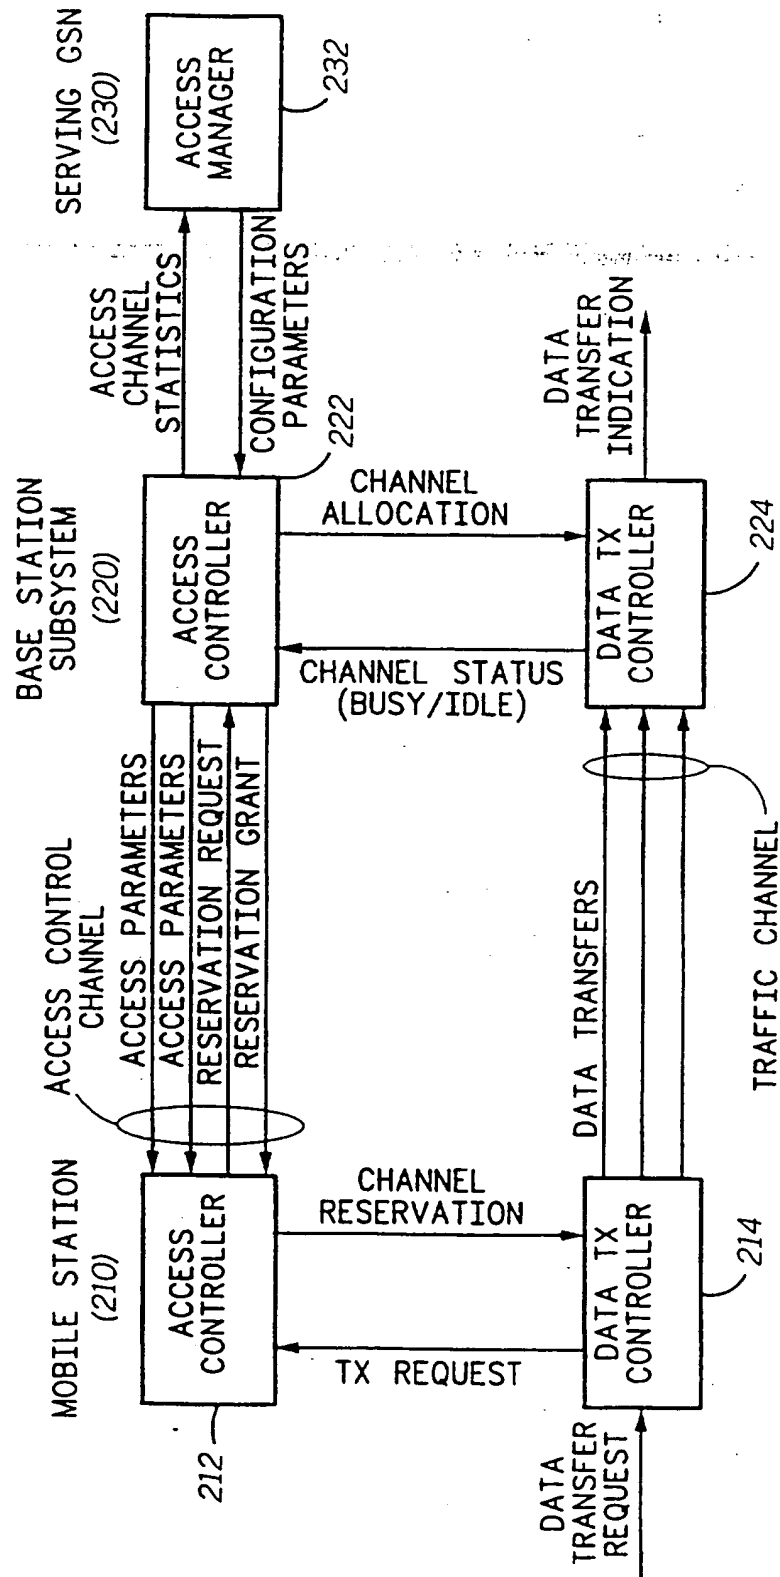 MOBILE STATION
(210)
ACCESS CONTROL
CHANNEL
BASE STATION
SUBSYSTEM
(220)
SERVING GSN
(230)
ACCESS
CONTROLLER
212
ACCESS PARAMETERS
ACCESS PARAMETERS
RESERVATION REQUEST
RESERVATION GRANT
ACCESS
CONTROLLER
222
ACCESS
CHANNEL
STATISTICS
CONFIGURATION
PARAMETERS
ACCESS
MANAGER
232
TX REQUEST
CHANNEL
RESERVATION
CHANNEL STATUS
(BUSY/IDLE)
CHANNEL
ALLOCATION
DATA
TRANSFER
REQUEST
DATA TX
CONTROLLER
214
DATA TRANSFERS
TRAFFIC CHANNEL
DATA TX
CONTROLLER
224
DATA
TRANSFER
INDICATION